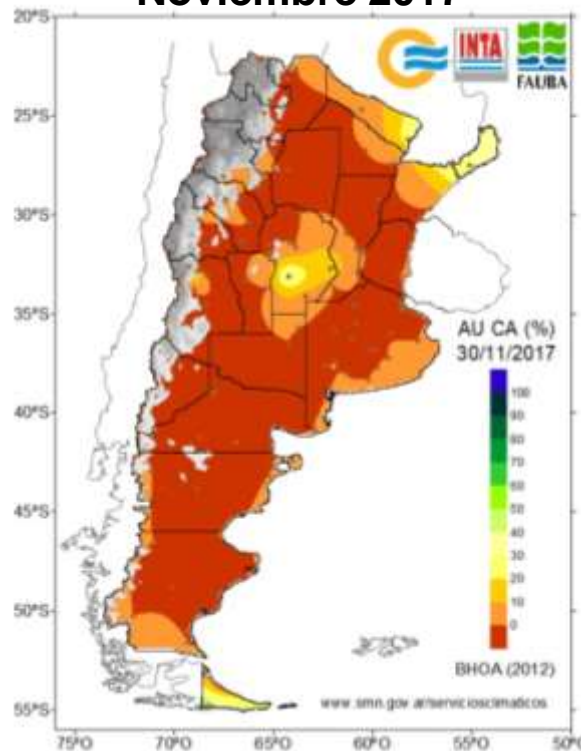 Noviembre 2017
20°S
25°S
30°S
35°S
40°S
45°S
50°S
55°S
INTA
FAUBA
AU CA (%)
30/11/2017
100
90
80
70
60
50
40
30
20
10
0
BHOA (2012)
www.smn.gov.ar/serviciosclimaticos
75°O
70°O
65°O
60°O
55°O
50°O